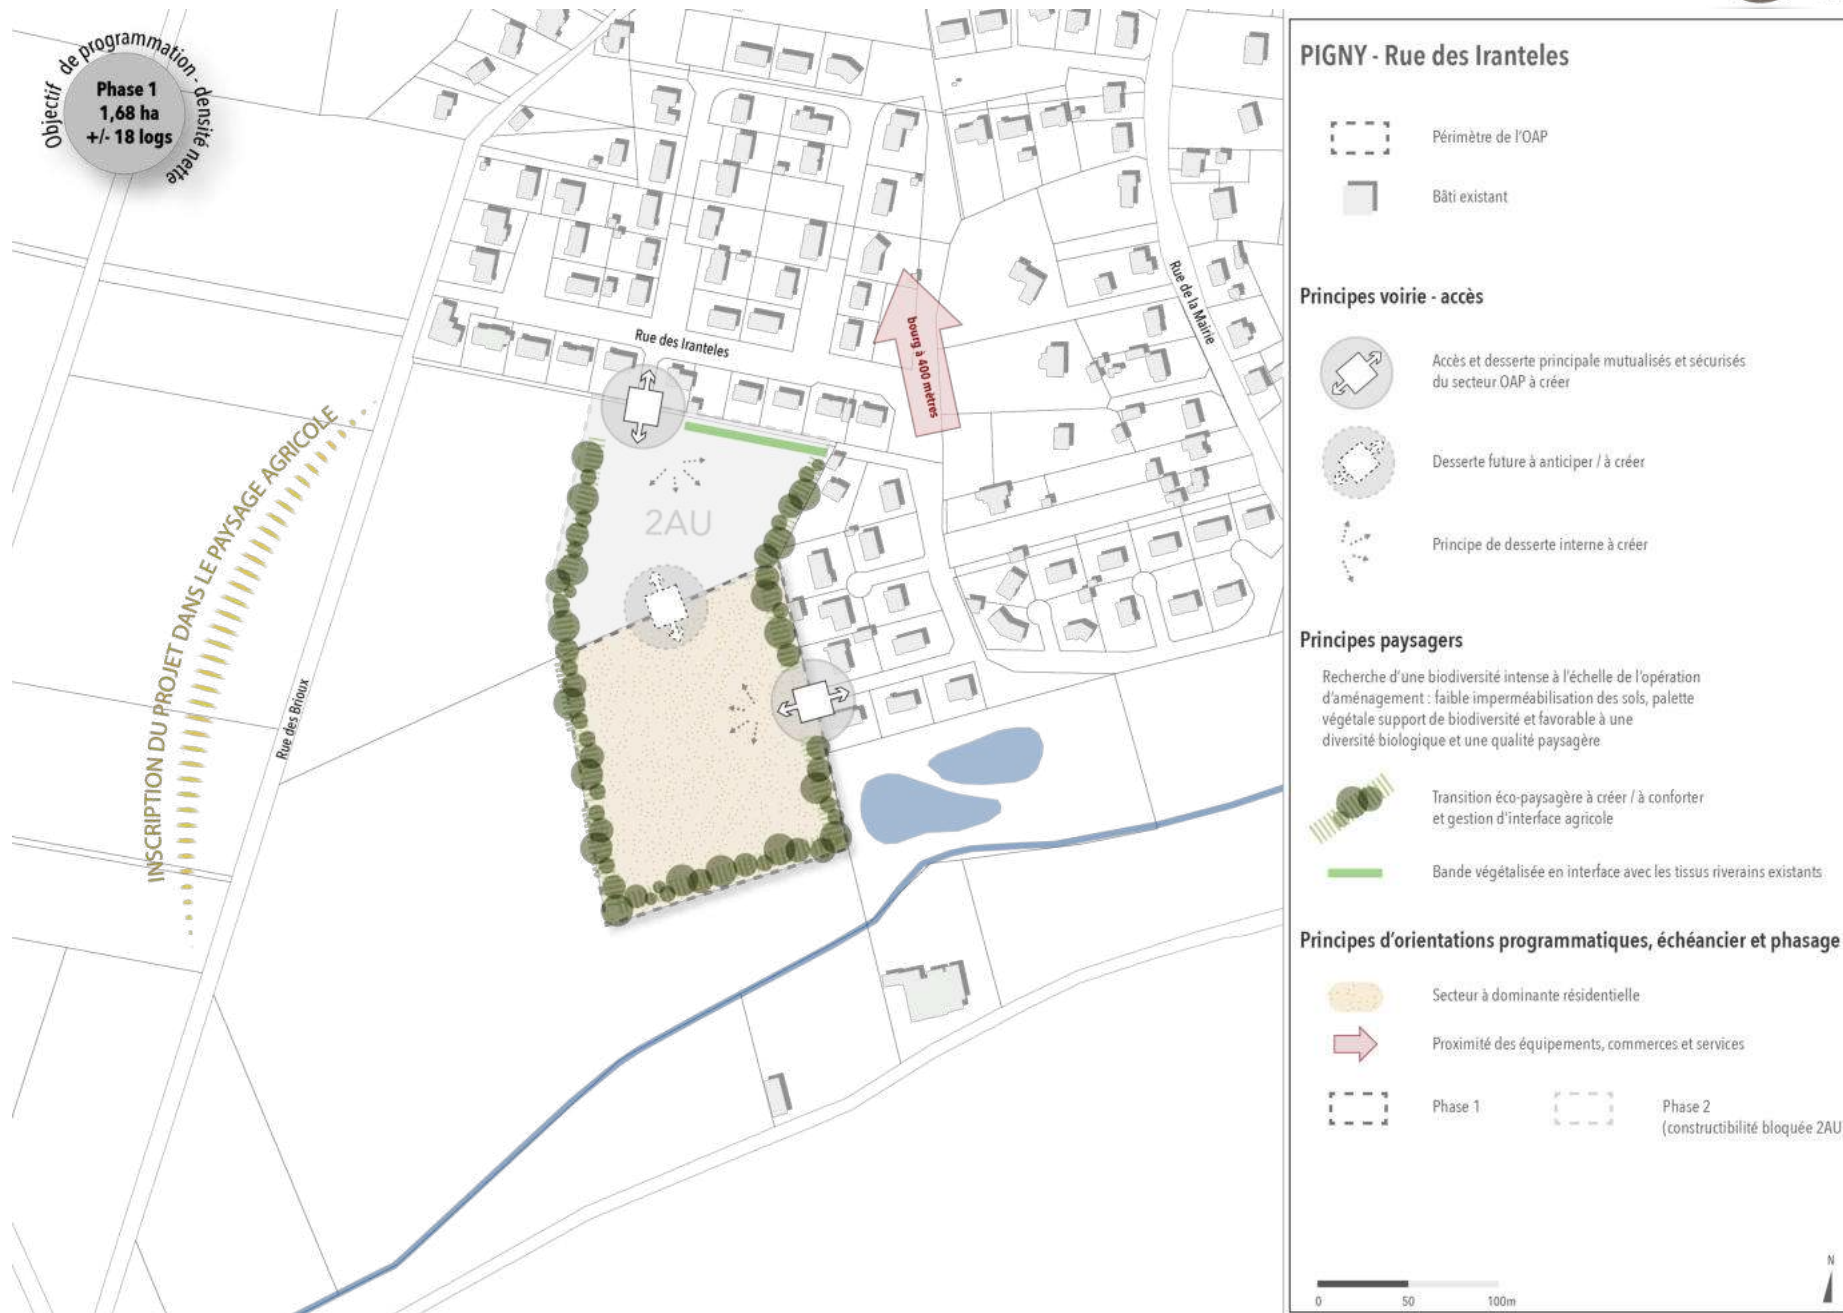 Objectif de programmation - densité nette
Phase 1
1,68 ha
+/- 18 logs
Rue des Iranteles
Rue de la Mairie
bourg à 400 mètres
2AU
INSCRIPTION DU PROJET DANS LE PAYSAGE AGRICOLE
Rue des Brioux
PIGNY - Rue des Iranteles
Périmètre de l'OAP
Bâti existant
Principes voirie - accès
Accès et desserte principale mutualisés et sécurisés
du secteur OAP à créer
Desserte future à anticiper / à créer
Principe de desserte interne à créer
Principes paysagers
Recherche d'une biodiversité intense à l'échelle de l'opération
d'aménagement : faible imperméabilisation des sols, palette
végétale support de biodiversité et favorable à une
diversité biologique et une qualité paysagère
Transition éco-paysagère à créer / à conforter
et gestion d'interface agricole
Bande végétalisée en interface avec les tissus riverains existants
Principes d'orientations programmatiques, échéancier et phasage
Secteur à dominante résidentielle
Proximité des équipements, commerces et services
Phase 1
Phase 2
(constructibilité bloquée 2AU
N
0 50 100m